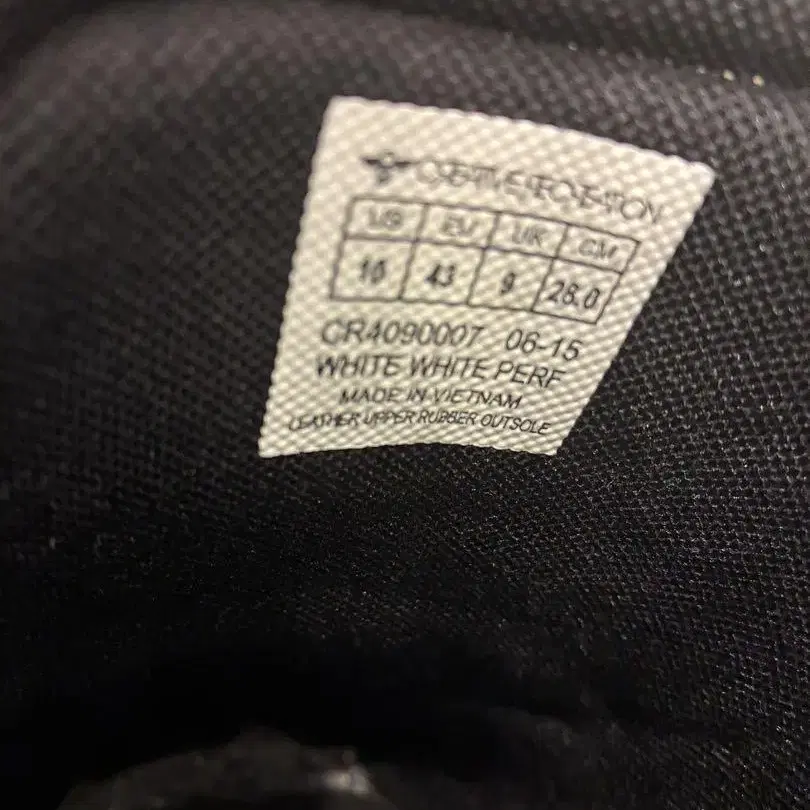 CREATIVE RECREATION
US EU UK CM
10 43 9 28.0
CR4090007 06-15
WHITE WHITE PERF
MADE IN VIETNAM
LEATHER UPPER RUBBER OUTSOLE